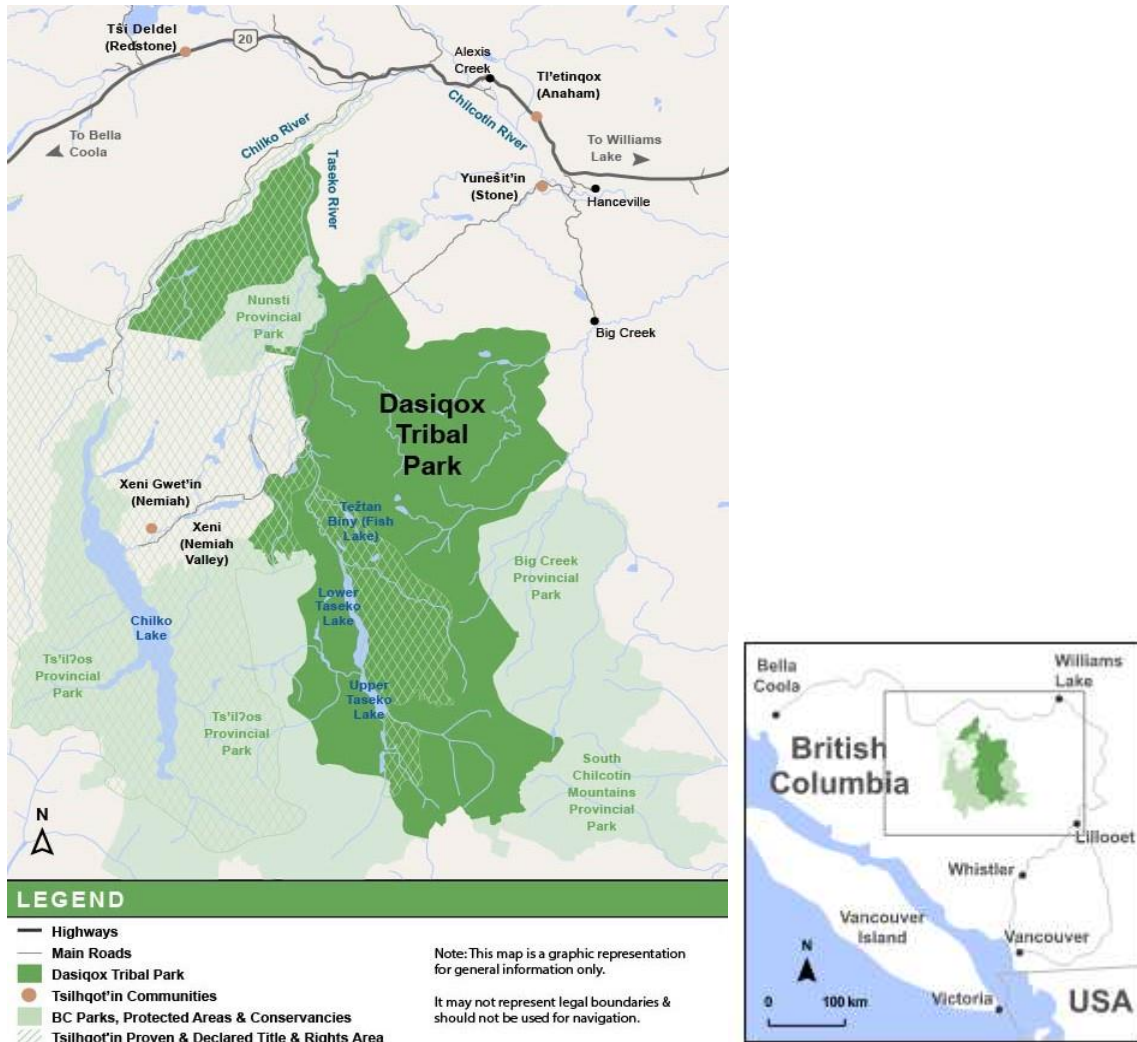 Tŝi Deldel
(Redstone)
20
Alexis
Creek
Tl'etinqox
(Anaham)
Chilko River
Chilcotin River
To Bella
Coola
To Williams
Lake
Taseko River
Yuneŝit'in
(Stone)
Hanceville
Nunsti
Provincial
Park
Big Creek
Dasiqox
Tribal
Park
Xeni Gwet'in
(Nemiah)
Xeni
(Nemiah
Valley)
Težtan
Biny (Fish
Lake)
Big Creek
Provincial
Park
Lower
Taseko
Lake
Chilko
Lake
Ts'ilʔos
Provincial
Park
Upper
Taseko
Lake
Ts'ilʔos
Provincial
Park
South
Chilcotin
Mountains
Provincial
Park
N
LEGEND
Highways
Main Roads
Dasiqox Tribal Park
Tsilhqot'in Communities
BC Parks, Protected Areas & Conservancies
Tsilhqot'in Proven & Declared Title & Rights Area
Note: This map is a graphic representation
for general information only.
It may not represent legal boundaries &
should not be used for navigation.
Bella
Coola
Williams
Lake
British
Columbia
Lillooet
Whistler
Vancouver
Island
Vancouver
N
0 100 km
Victoria
USA